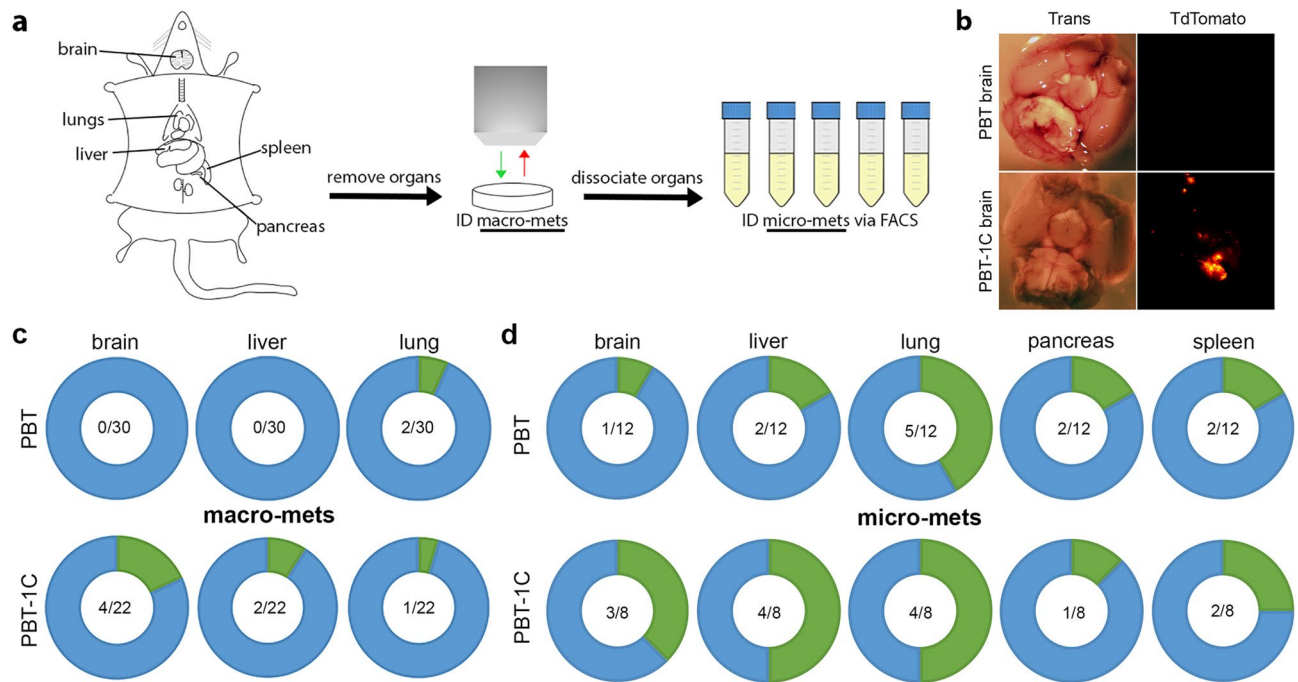 a
brain
lungs
liver
spleen
pancreas
remove organs
ID macro-mets
dissociate organs
ID micro-mets via FACS
b
Trans TdTomato
PBT brain
PBT-1C brain
c
brain liver lung
PBT
0/30 0/30 2/30
macro-mets
PBT-1C
4/22 2/22 1/22
d
brain liver lung pancreas spleen
PBT
1/12 2/12 5/12 2/12 2/12
micro-mets
PBT-1C
3/8 4/8 4/8 1/8 2/8